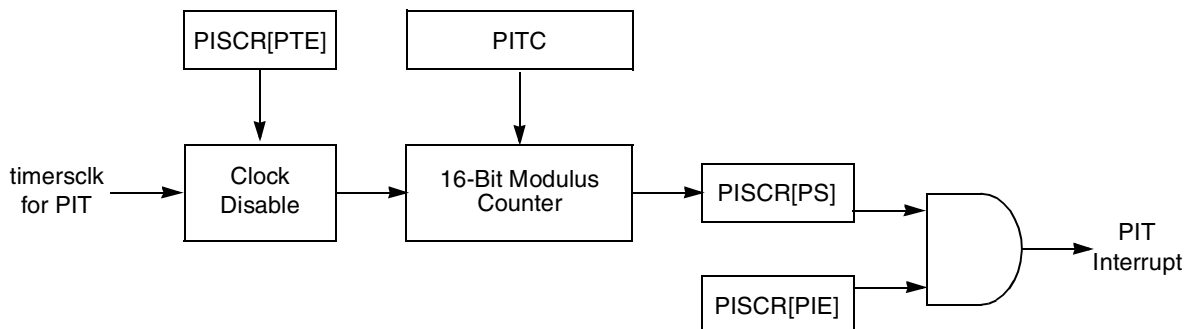 PISCR[PTE]
PITC
timersclk
for PIT
Clock
Disable
16-Bit Modulus
Counter
PISCR[PS]
PISCR[PIE]
PIT
Interrupt